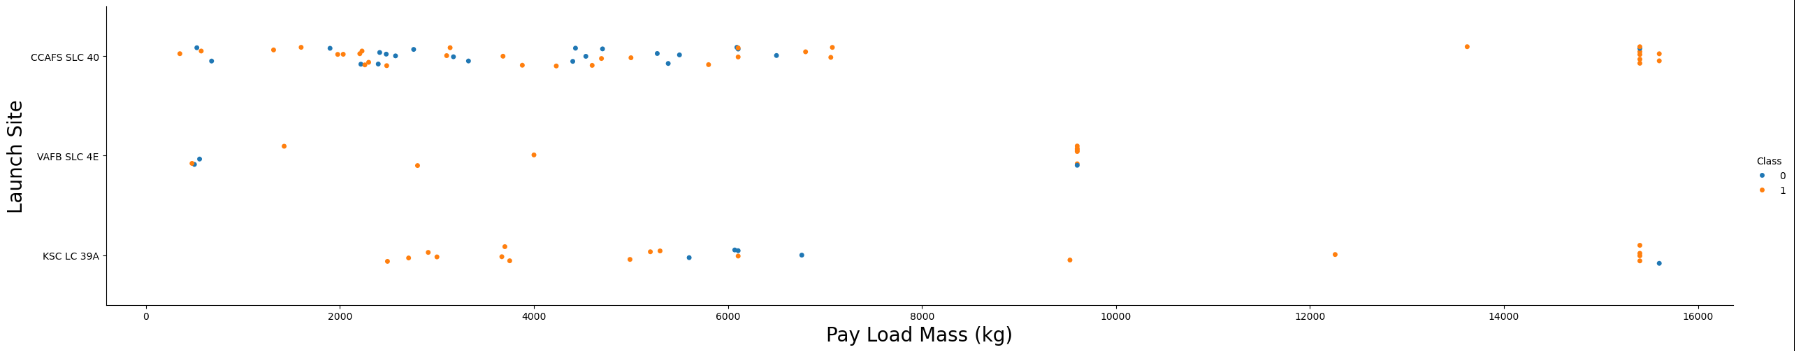 Launch Site
CCAFS SLC 40
VAFB SLC 4E
KSC LC 39A
0 2000 4000 6000 8000 10000 12000 14000 16000
Pay Load Mass (kg)
Class
0
1